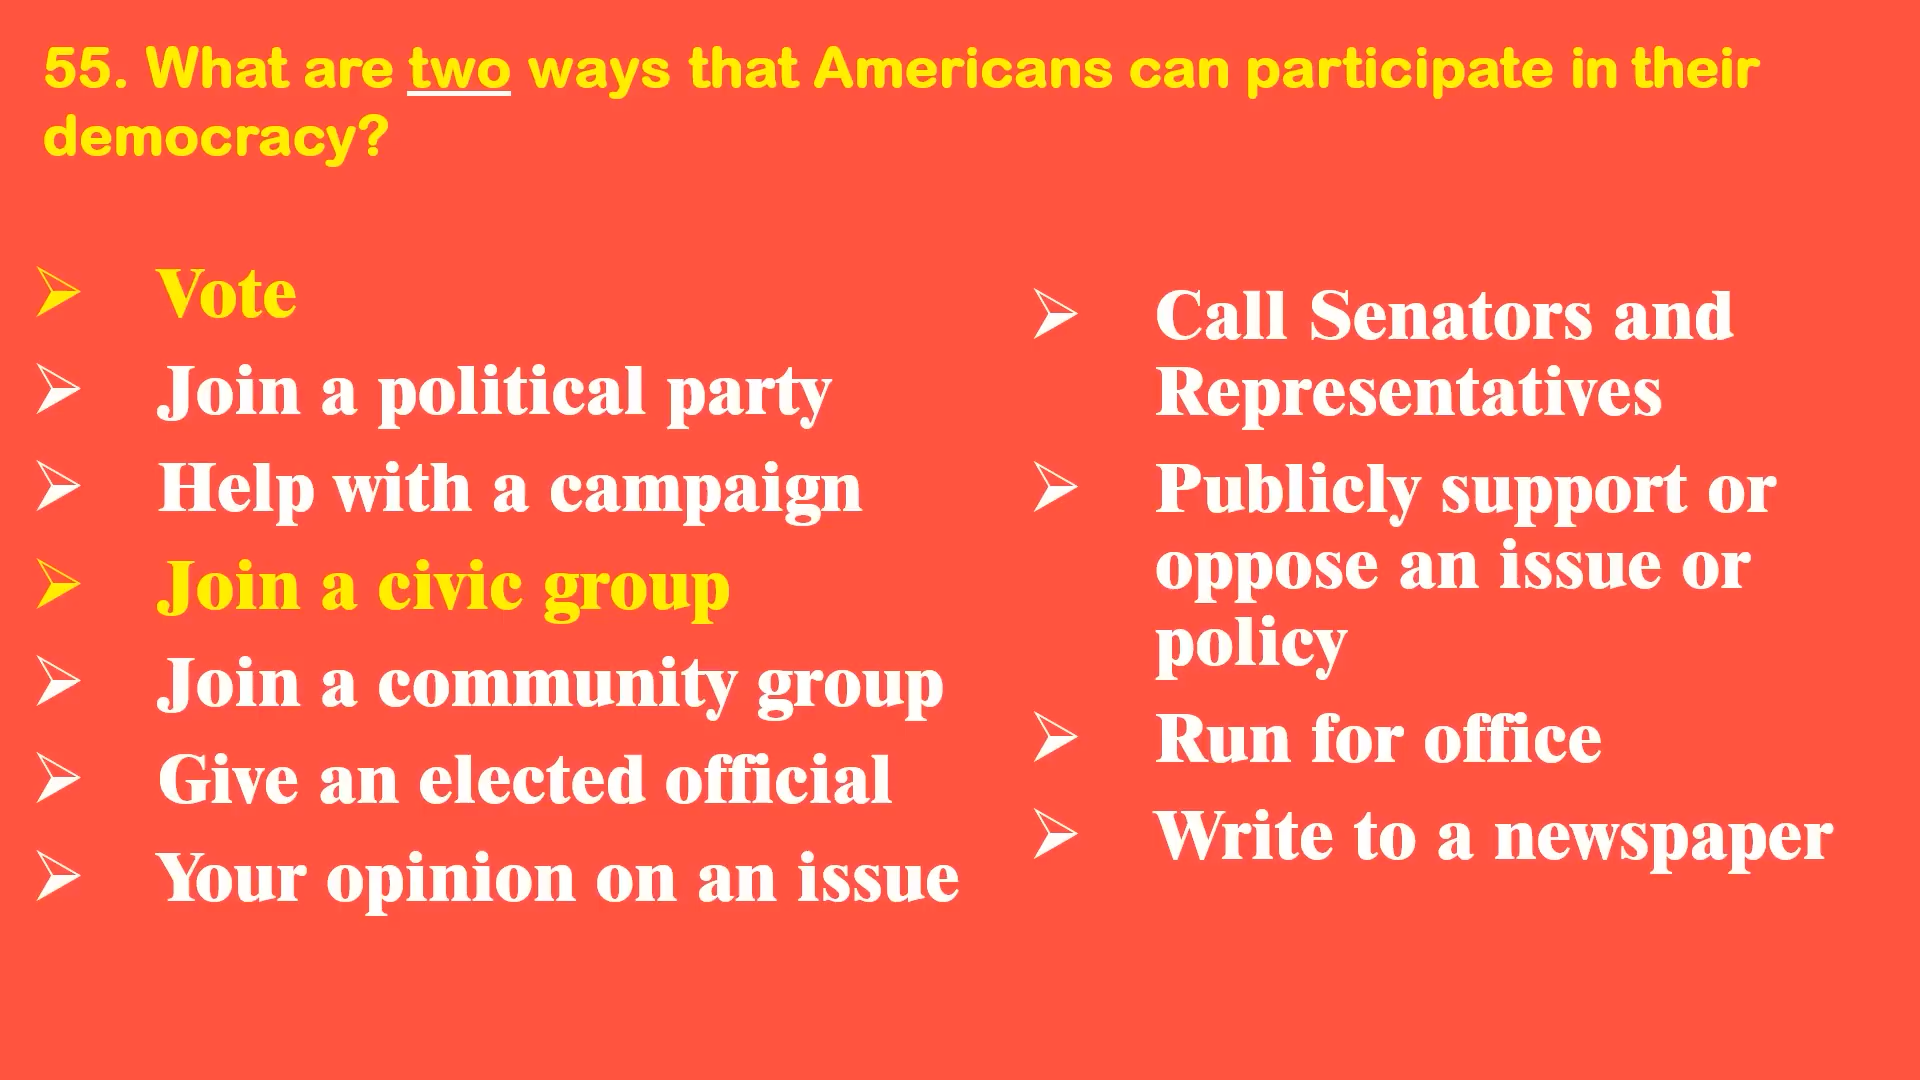 55. What are two ways that Americans can participate in their
democracy?
➢ Vote
➢ Join a political party
➢ Help with a campaign
➢ Join a civic group
➢ Join a community group
➢ Give an elected official
➢ Your opinion on an issue
➢ Call Senators and
Representatives
➢ Publicly support or
oppose an issue or
policy
➢ Run for office
➢ Write to a newspaper